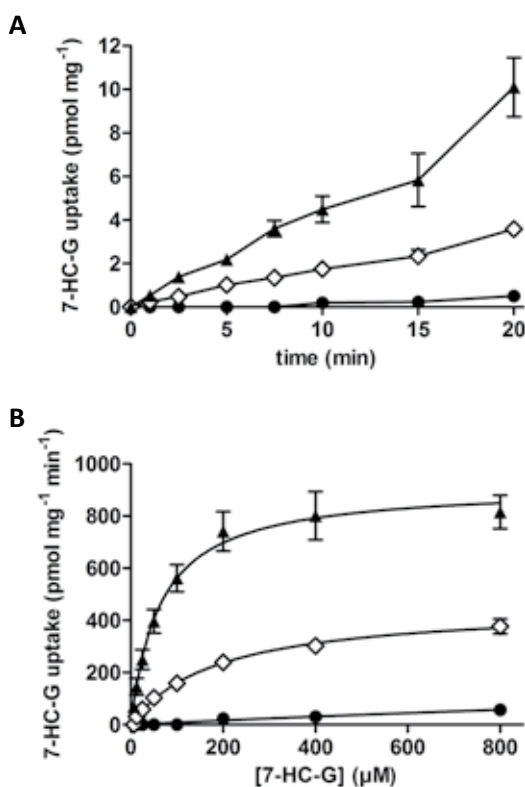 A
7-HC-G uptake (pmol mg⁻¹)
12
10
8
6
4
2
0
0 5 10 15 20
time (min)
B
7-HC-G uptake (pmol mg⁻¹ min⁻¹)
1000
800
600
400
200
0
0 200 400 600 800
[7-HC-G] (µM)